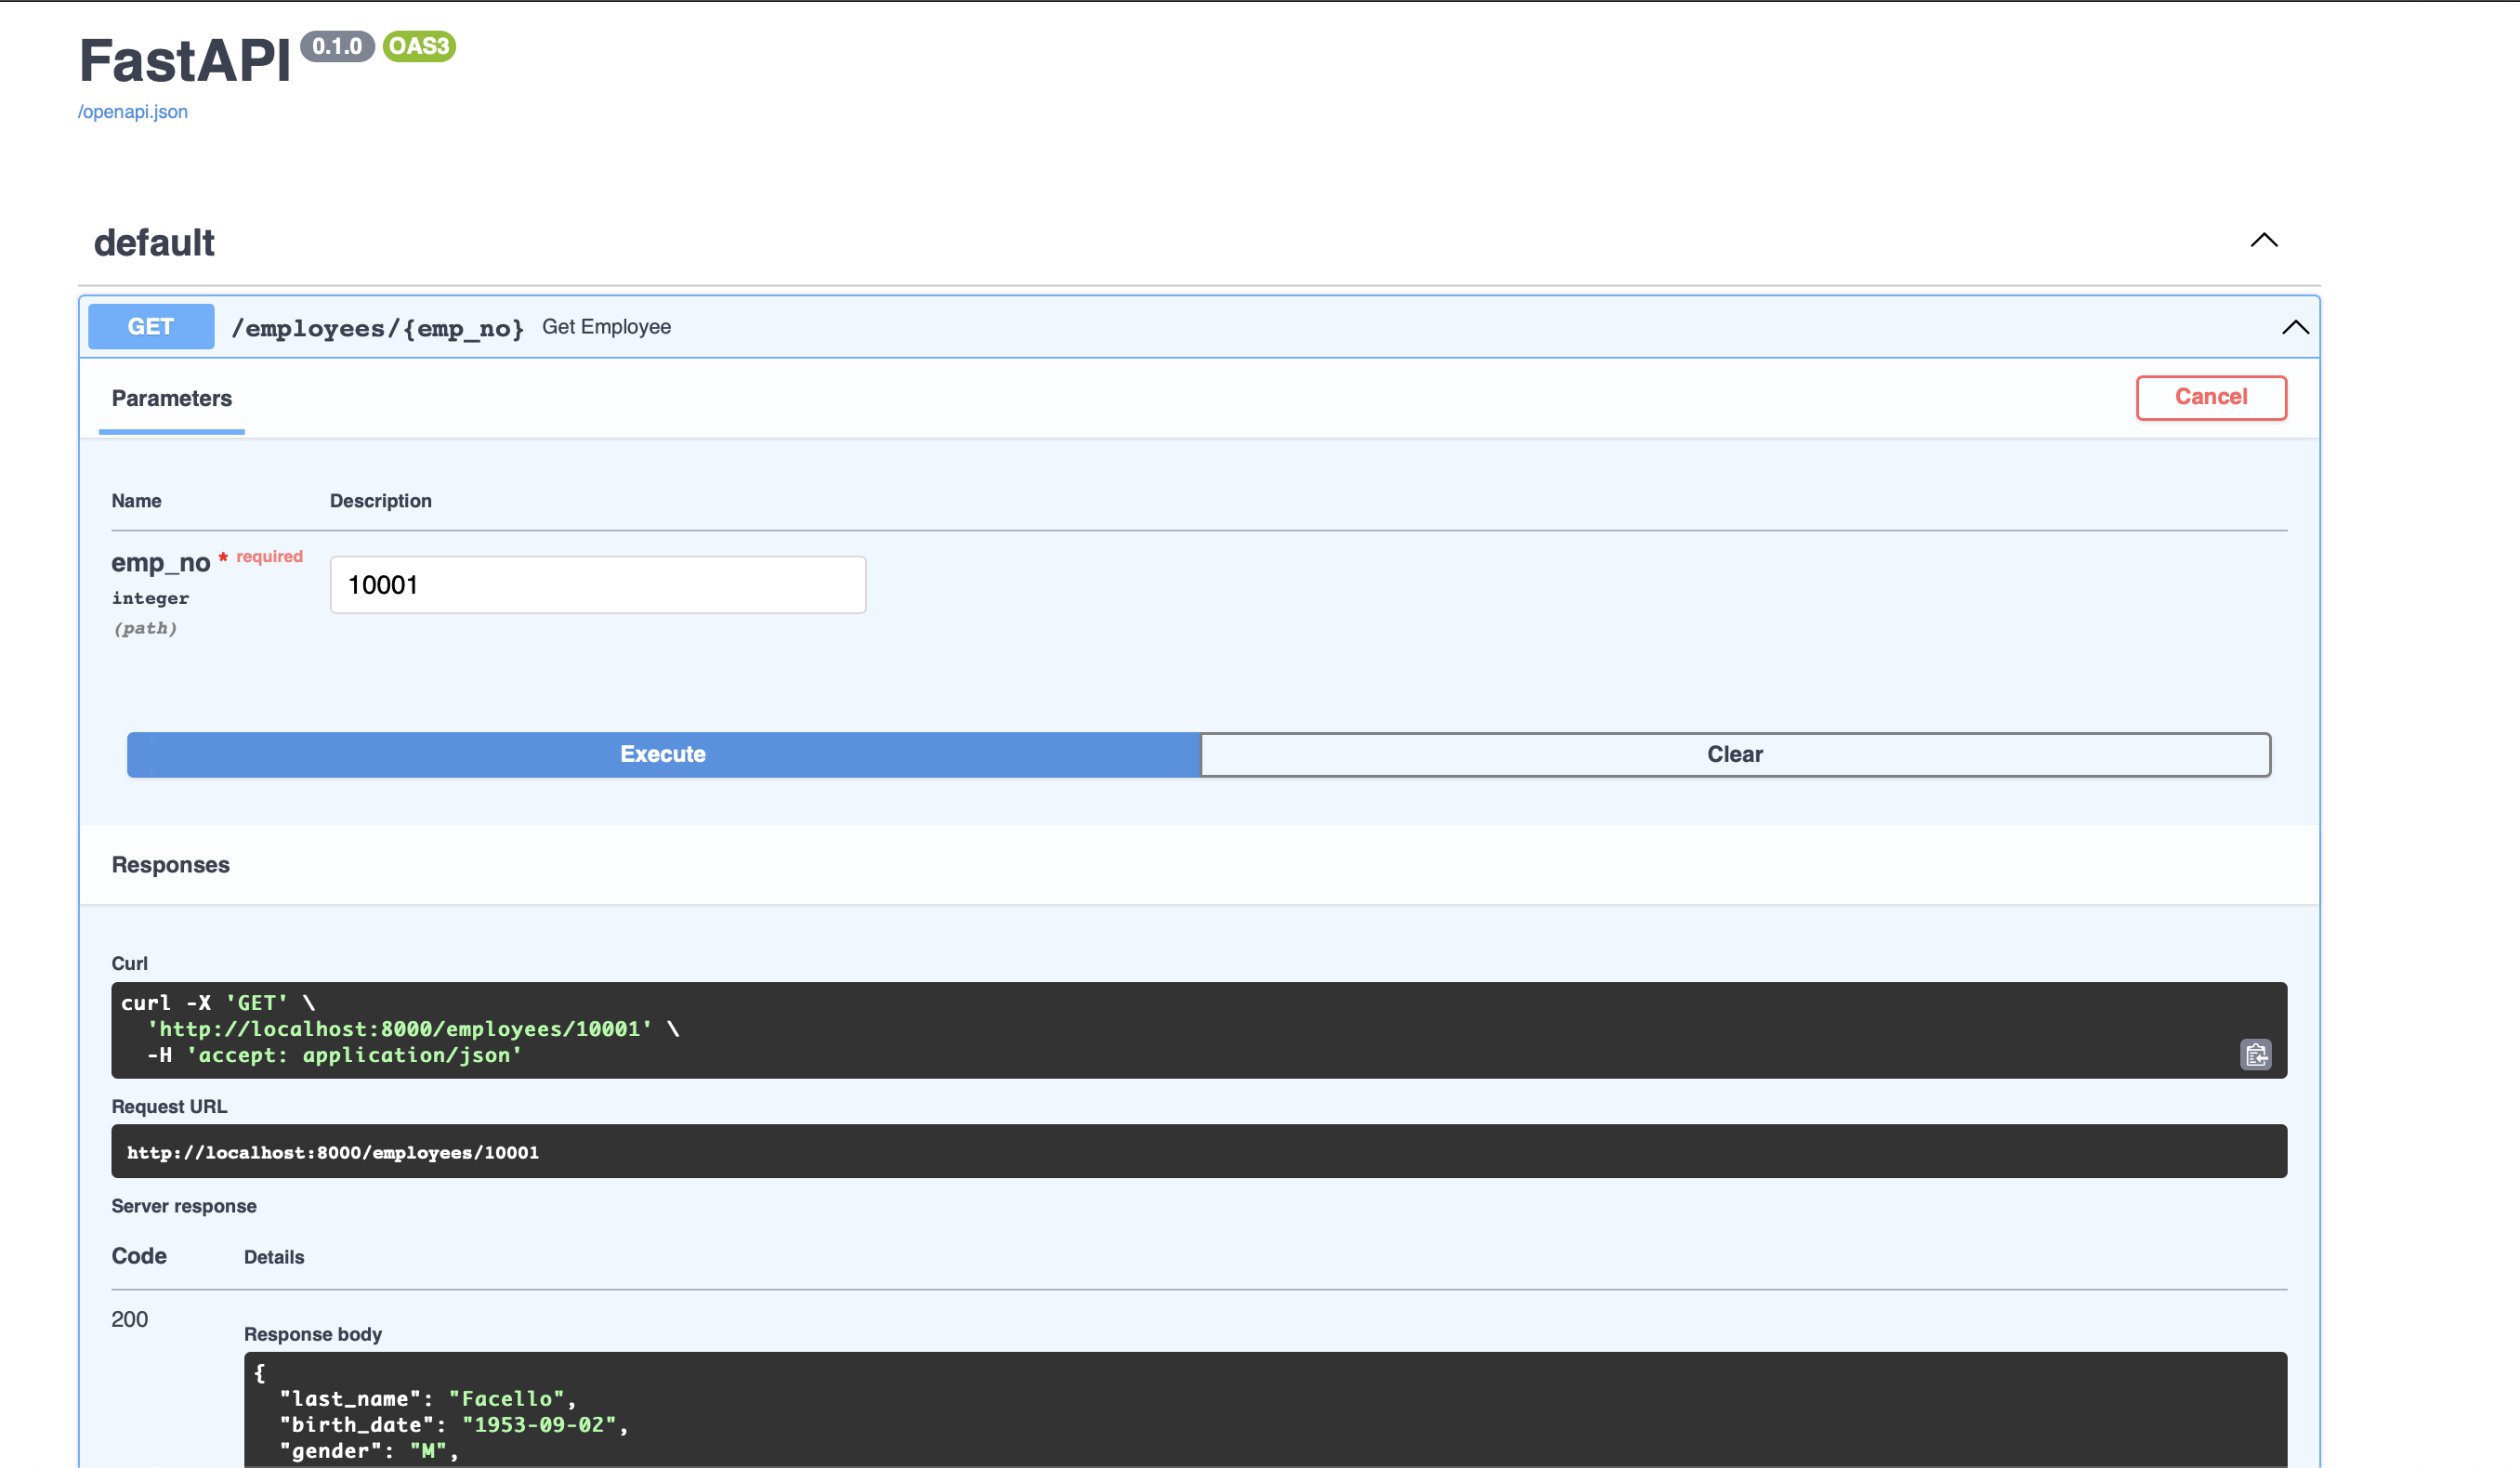 FastAPI 0.1.0 OAS3
/openapi.json
default
GET /employees/{emp_no} Get Employee
Parameters
Cancel
Name Description
emp_no * required
integer
(path)
10001
Execute Clear
Responses
Curl
curl -X 'GET' \
  'http://localhost:8000/employees/10001' \
  -H 'accept: application/json'
Request URL
http://localhost:8000/employees/10001
Server response
Code Details
200
Response body
{
  "last_name": "Facello",
  "birth_date": "1953-09-02",
  "gender": "M",